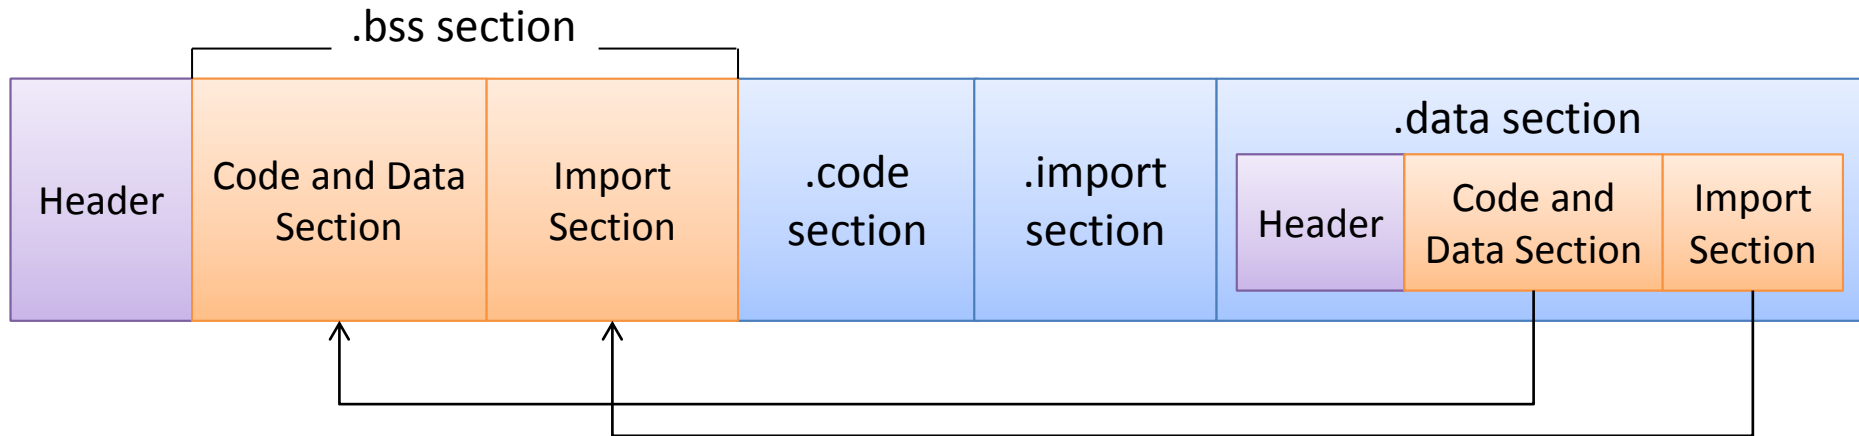 .bss section
Header
Code and Data
Section
Import
Section
.code
section
.import
section
.data section
Header
Code and
Data Section
Import
Section